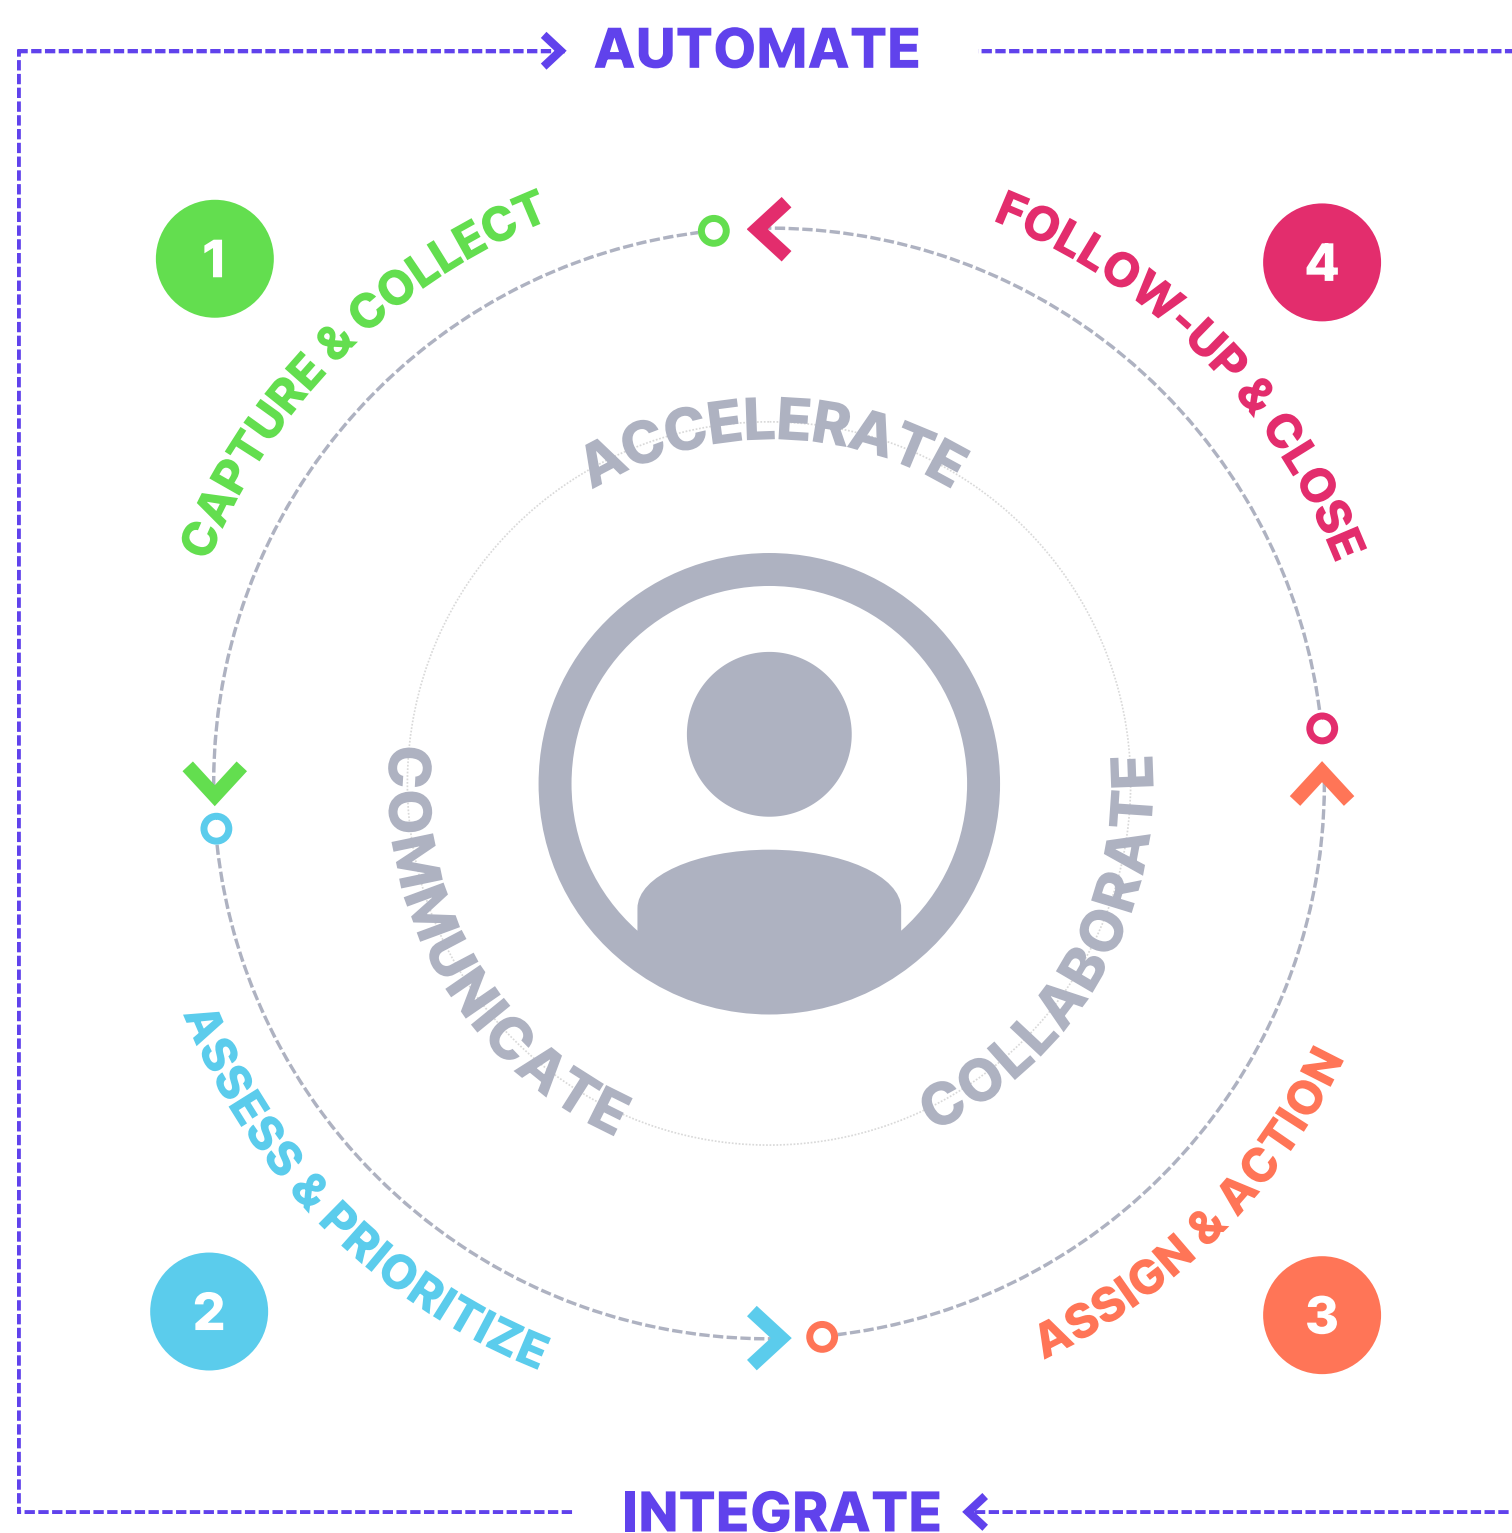 AUTOMATE
1
CAPTURE & COLLECT
FOLLOW-UP & CLOSE
4
ACCELERATE
COMMUNICATE
COLLABORATE
ASSESS & PRIORITIZE
2
ASSIGN & ACTION
3
INTEGRATE